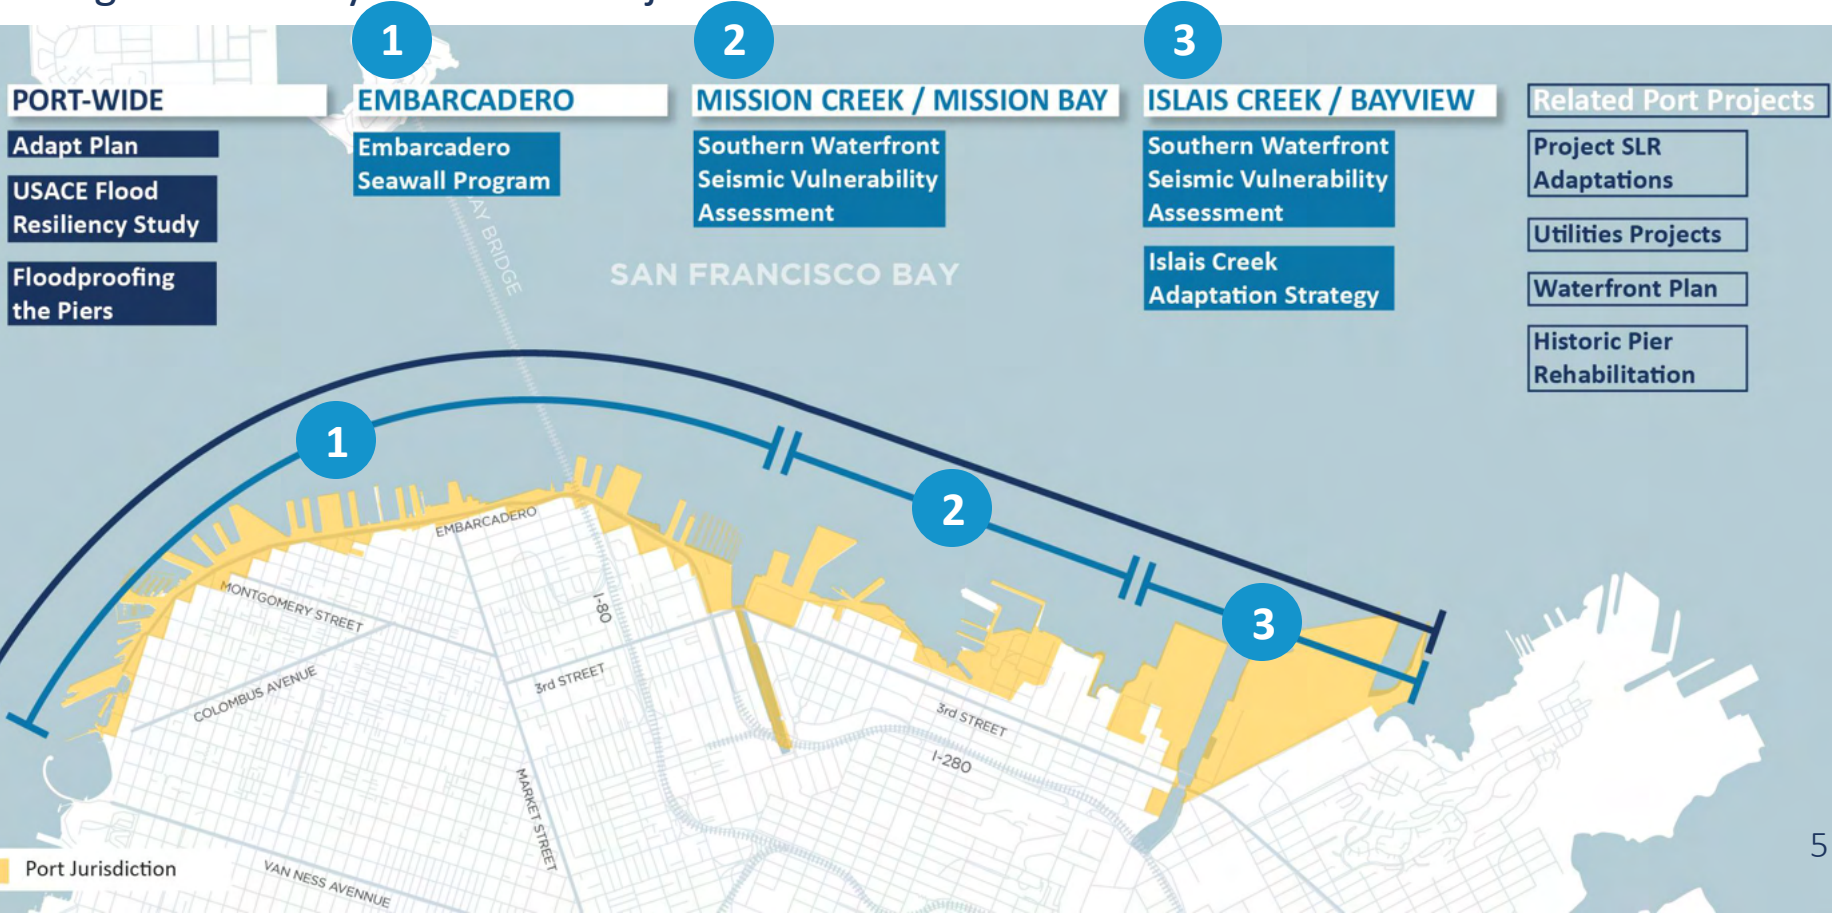 1
2
3
PORT-WIDE
Adapt Plan
USACE Flood
Resiliency Study
Floodproofing
the Piers
EMBARCADERO
Embarcadero
Seawall Program
MISSION CREEK / MISSION BAY
Southern Waterfront
Seismic Vulnerability
Assessment
ISLAIS CREEK / BAYVIEW
Southern Waterfront
Seismic Vulnerability
Assessment
Islais Creek
Adaptation Strategy
Related Port Projects
Project SLR
Adaptations
Utilities Projects
Waterfront Plan
Historic Pier
Rehabilitation
AY BRIDGE
SAN FRANCISCO BAY
1
2
3
EMBARCADERO
MONTGOMERY STREET
I-80
COLOMBUS AVENUE
3rd STREET
3rd STREET
I-280
MARKET STREET
VAN NESS AVENNUE
Port Jurisdiction
5